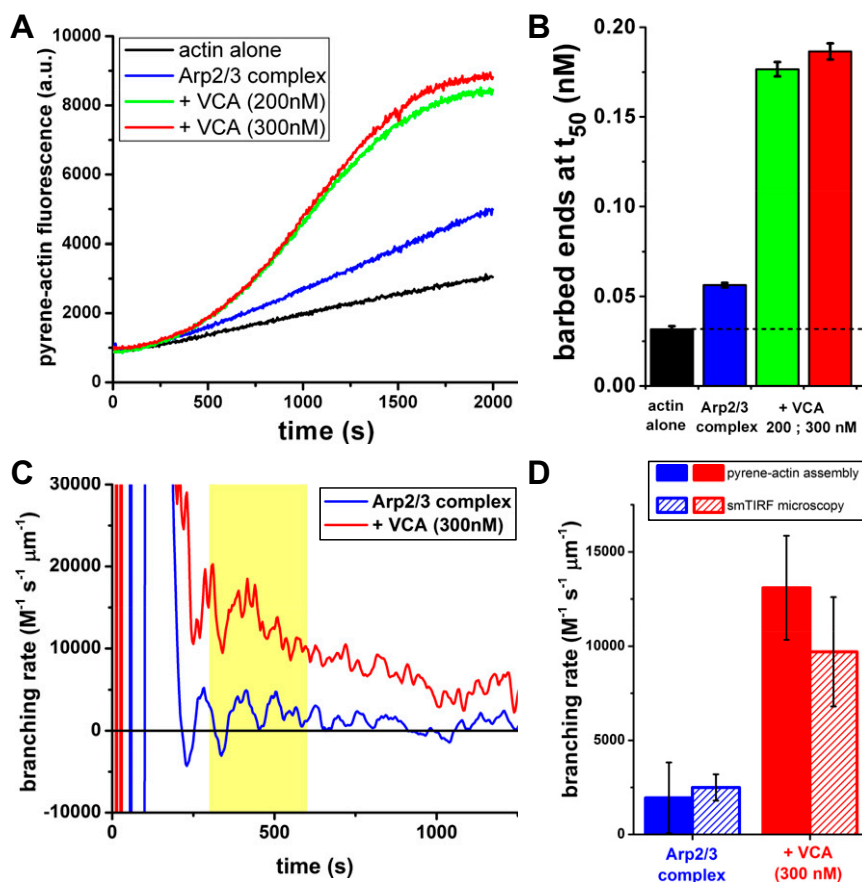 A
pyrene-actin fluorescence (a.u.)
10000
8000
6000
4000
2000
0
actin alone
Arp2/3 complex
+ VCA (200nM)
+ VCA (300nM)
0
500
1000
1500
2000
time (s)
B
barbed ends at t50 (nM)
0.20
0.15
0.10
0.05
0.00
actin alone
Arp2/3 complex
+ VCA
200 ; 300 nM
C
branching rate (M-1 s-1 μm-1)
30000
20000
10000
0
-10000
Arp2/3 complex
+ VCA (300nM)
0
500
1000
time (s)
D
branching rate (M-1 s-1 μm-1)
pyrene-actin assembly
smTIRF microscopy
15000
10000
5000
0
Arp2/3
complex
+ VCA
(300 nM)